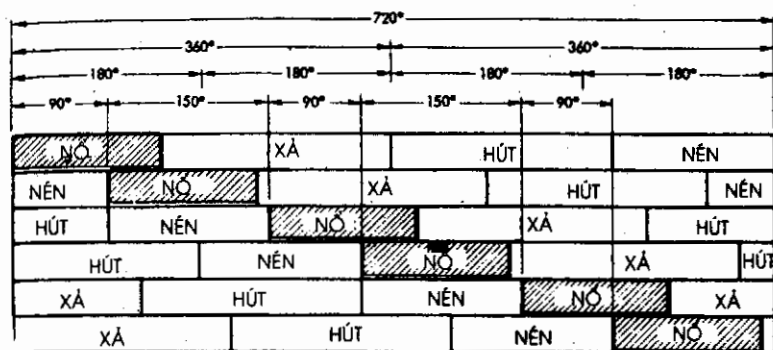 720°
360° 360°
180° 180° 180° 180°
90° 150° 90° 150° 90°
NỔ XẢ HÚT NÉN
NÉN NỔ XẢ HÚT NÉN
HÚT NÉN NỔ XẢ HÚT
HÚT NÉN NỔ XẢ HÚT
XẢ HÚT NÉN NỔ XẢ
XẢ HÚT NÉN NỔ